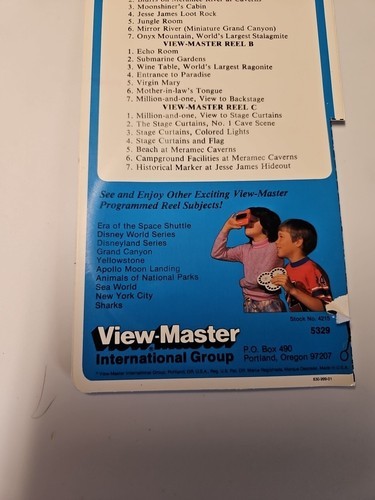 3. Moonshiner's Cabin
4. Jesse James Loot Rock
5. Jungle Room
6. Mirror River (Miniature Grand Canyon)
7. Onyx Mountain, World's Largest Stalagmite
VIEW-MASTER REEL B
1. Echo Room
2. Submarine Gardens
3. Wine Table, World's Largest Ragonite
4. Entrance to Paradise
5. Virgin Mary
6. Mother-in-law's Tongue
7. Million-and-one, View to Backstage
VIEW-MASTER REEL C
1. Million-and-one, View to Stage Curtains
2. The Stage Curtains, No. 1 Cave Scene
3. Stage Curtains, Colored Lights
4. Stage Curtains and Flag
5. Beach at Meramec Caverns
6. Campground Facilities at Meramec Caverns
7. Historical Marker at Jesse James Hideout
See and Enjoy Other Exciting View-Master
Programmed Reel Subjects!
Era of the Space Shuttle
Disney World Series
Disneyland Series
Grand Canyon
Yellowstone
Apollo Moon Landing
Animals of National Parks
Sea World
New York City
Sharks
Stock No. 4215
5329
View-Master
International Group
P.O. Box 490
Portland, Oregon 97207